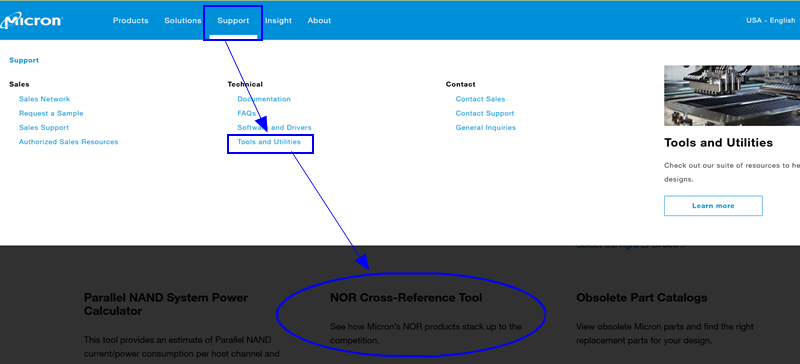 Micron
Products Solutions Support Insight About
USA - English
Support
Sales
Sales Network
Request a Sample
Sales Support
Authorized Sales Resources
Technical
Documentation
FAQs
Software and Drivers
Tools and Utilities
Contact
Contact Sales
Contact Support
General Inquiries
Tools and Utilities
Check out our suite of resources to he
designs.
Learn more
Parallel NAND System Power
Calculator
This tool provides an estimate of Parallel NAND
current/power consumption per host channel and
NOR Cross-Reference Tool
See how Micron's NOR products stack up to the
competition.
Obsolete Part Catalogs
View obsolete Micron parts and find the right
replacement parts for your design.